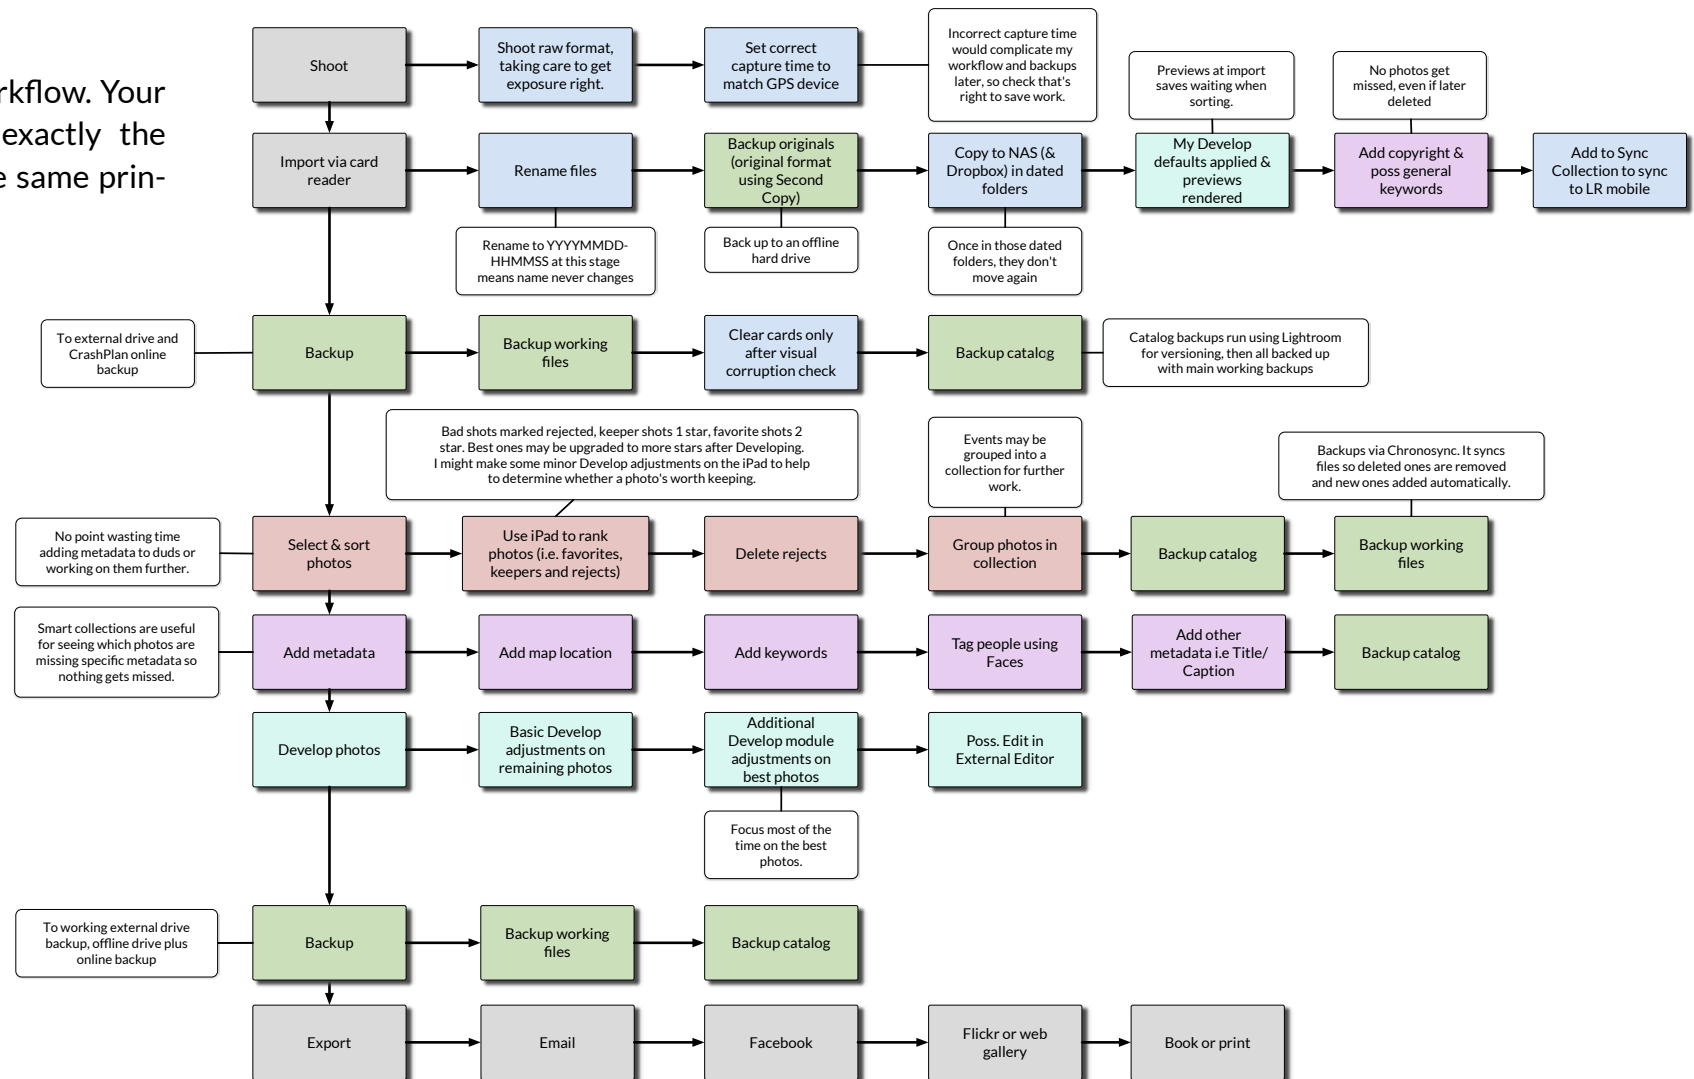 rkflow. Your
exactly the
e same prin-
Shoot
Shoot raw format,
taking care to get
exposure right.
Set correct
capture time to
match GPS device
Incorrect capture time
would complicate my
workflow and backups
later, so check that's
right to save work.
Previews at import
saves waiting when
sorting.
No photos get
missed, even if later
deleted
Import via card
reader
Rename files
Backup originals
(original format
using Second
Copy)
Copy to NAS (&
Dropbox) in dated
folders
My Develop
defaults applied &
previews
rendered
Add copyright &
poss general
keywords
Add to Sync
Collection to sync
to LR mobile
Rename to YYYYMMDD-
HHMMSS at this stage
means name never changes
Back up to an offline
hard drive
Once in those dated
folders, they don't
move again
To external drive and
CrashPlan online
backup
Backup
Backup working
files
Clear cards only
after visual
corruption check
Backup catalog
Catalog backups run using Lightroom
for versioning, then all backed up
with main working backups
Bad shots marked rejected, keeper shots 1 star, favorite shots 2
star. Best ones may be upgraded to more stars after Developing.
I might make some minor Develop adjustments on the iPad to help
to determine whether a photo's worth keeping.
Events may be
grouped into a
collection for further
work.
Backups via Chronosync. It syncs
files so deleted ones are removed
and new ones added automatically.
No point wasting time
adding metadata to duds or
working on them further.
Select & sort
photos
Use iPad to rank
photos (i.e. favorites,
keepers and rejects)
Delete rejects
Group photos in
collection
Backup catalog
Backup working
files
Smart collections are useful
for seeing which photos are
missing specific metadata so
nothing gets missed.
Add metadata
Add map location
Add keywords
Tag people using
Faces
Add other
metadata i.e Title/
Caption
Backup catalog
Develop photos
Basic Develop
adjustments on
remaining photos
Additional
Develop module
adjustments on
best photos
Poss. Edit in
External Editor
Focus most of the
time on the best
photos.
To working external drive
backup, offline drive plus
online backup
Backup
Backup working
files
Backup catalog
Export
Email
Facebook
Flickr or web
gallery
Book or print